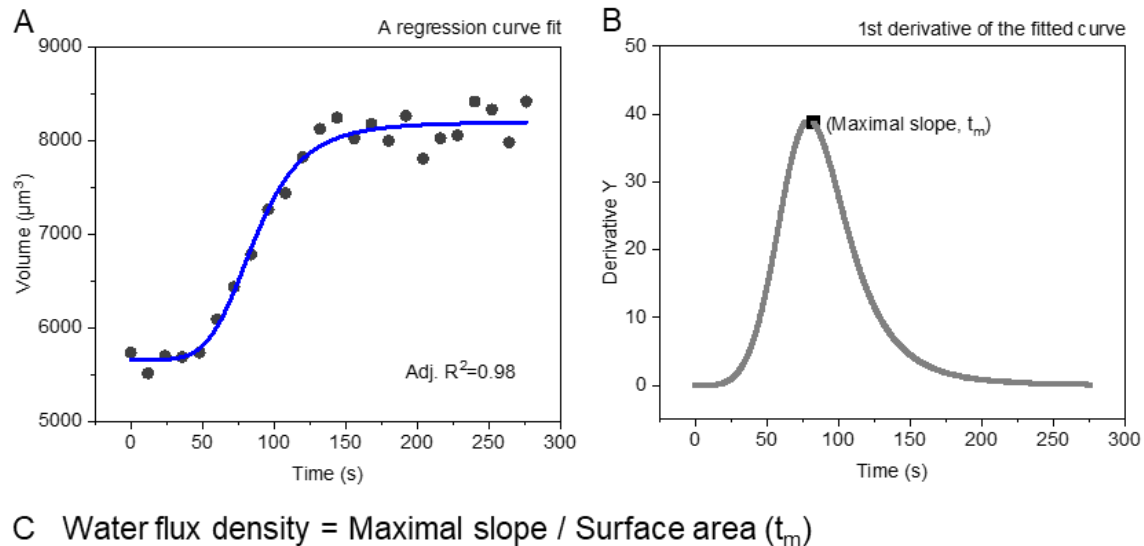 A
A regression curve fit
9000
8000
7000
6000
5000
Volume (μm³)
Adj. R²=0.98
0
50
100
150
200
250
300
Time (s)
B
1st derivative of the fitted curve
50
40
30
20
10
0
Derivative Y
(Maximal slope, tₘ)
0
50
100
150
200
250
300
Time (s)
C Water flux density = Maximal slope / Surface area (tₘ)